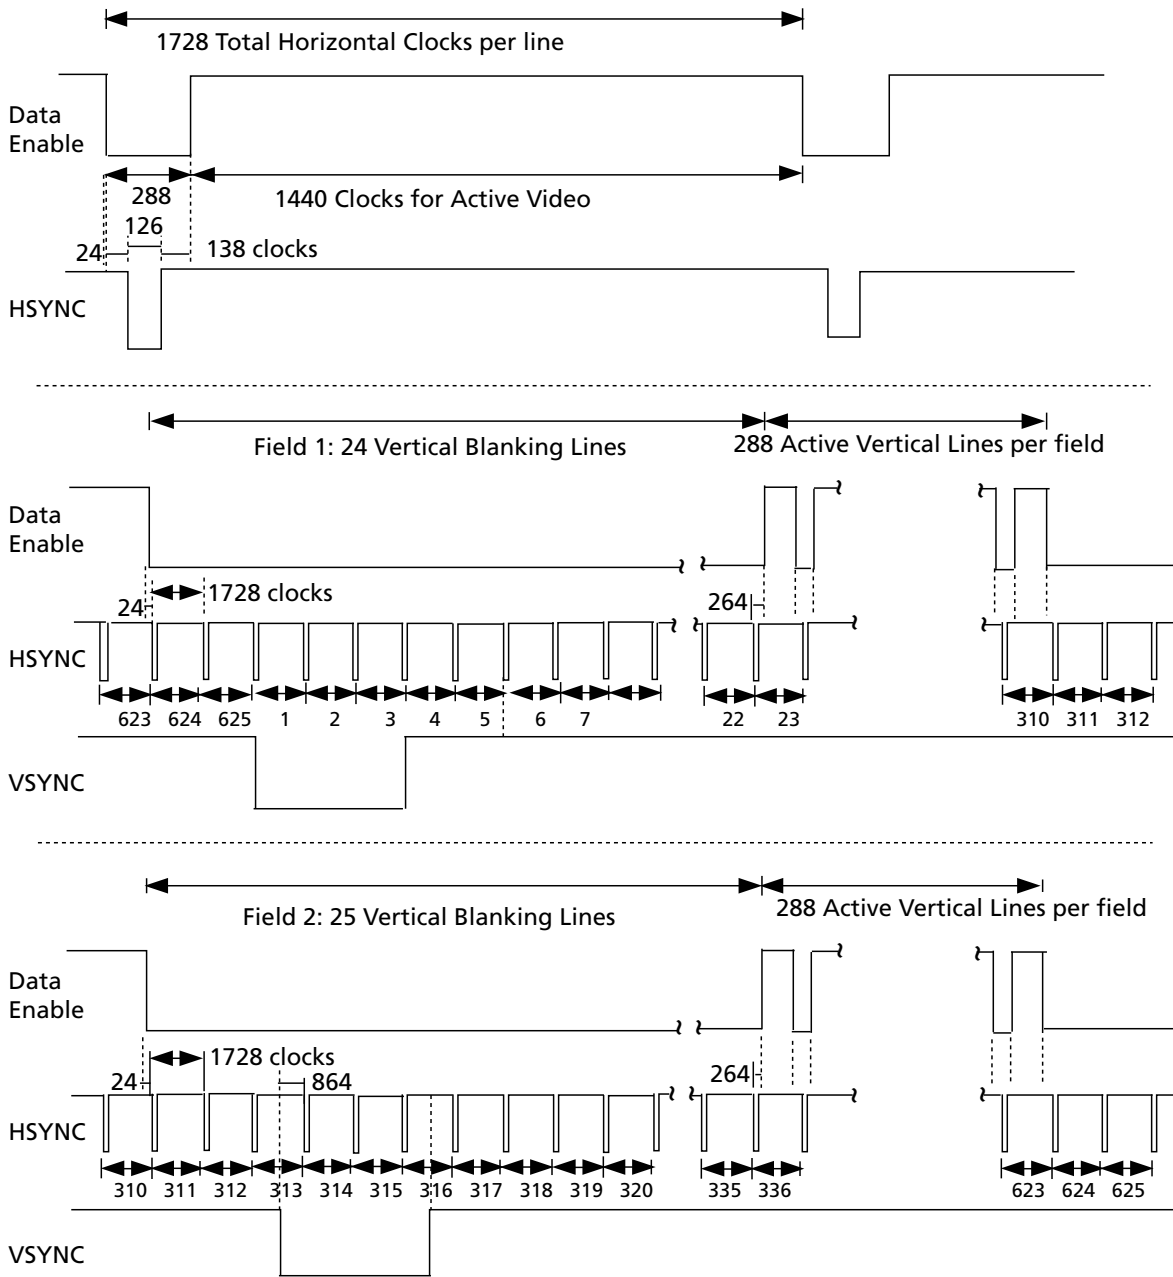 1728 Total Horizontal Clocks per line
Data
Enable
288
1440 Clocks for Active Video
126
24
138 clocks
HSYNC
Field 1: 24 Vertical Blanking Lines
288 Active Vertical Lines per field
Data
Enable
1728 clocks
24
264
HSYNC
623 624 625 1 2 3 4 5 6 7 22 23 310 311 312
VSYNC
Field 2: 25 Vertical Blanking Lines
288 Active Vertical Lines per field
Data
Enable
1728 clocks
24
864
264
HSYNC
310 311 312 313 314 315 316 317 318 319 320 335 336 623 624 625
VSYNC